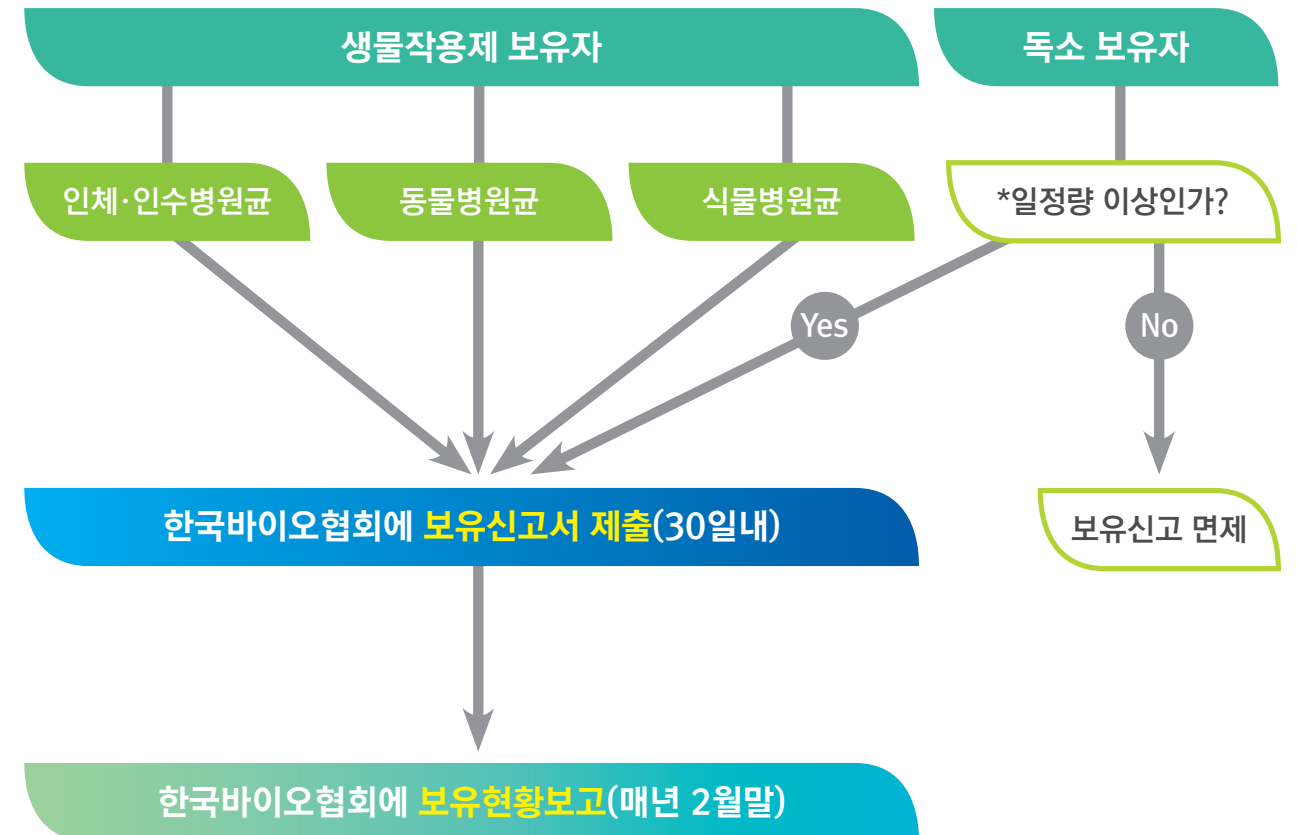 생물작용제 보유자
독소 보유자
인체·인수병원균
동물병원균
식물병원균
*일정량 이상인가?
Yes
No
한국바이오협회에 보유신고서 제출(30일내)
보유신고 면제
한국바이오협회에 보유현황보고(매년 2월말)